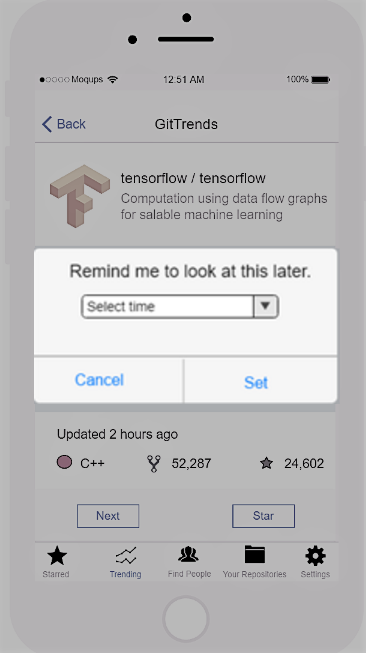 Moqups 12:51 AM 100%
Back GitTrends
tensorflow / tensorflow
Computation using data flow graphs
for salable machine learning
Remind me to look at this later.
Select time
Cancel Set
Updated 2 hours ago
C++ 52,287 24,602
Next Star
Starred Trending Find People Your Repositories Settings